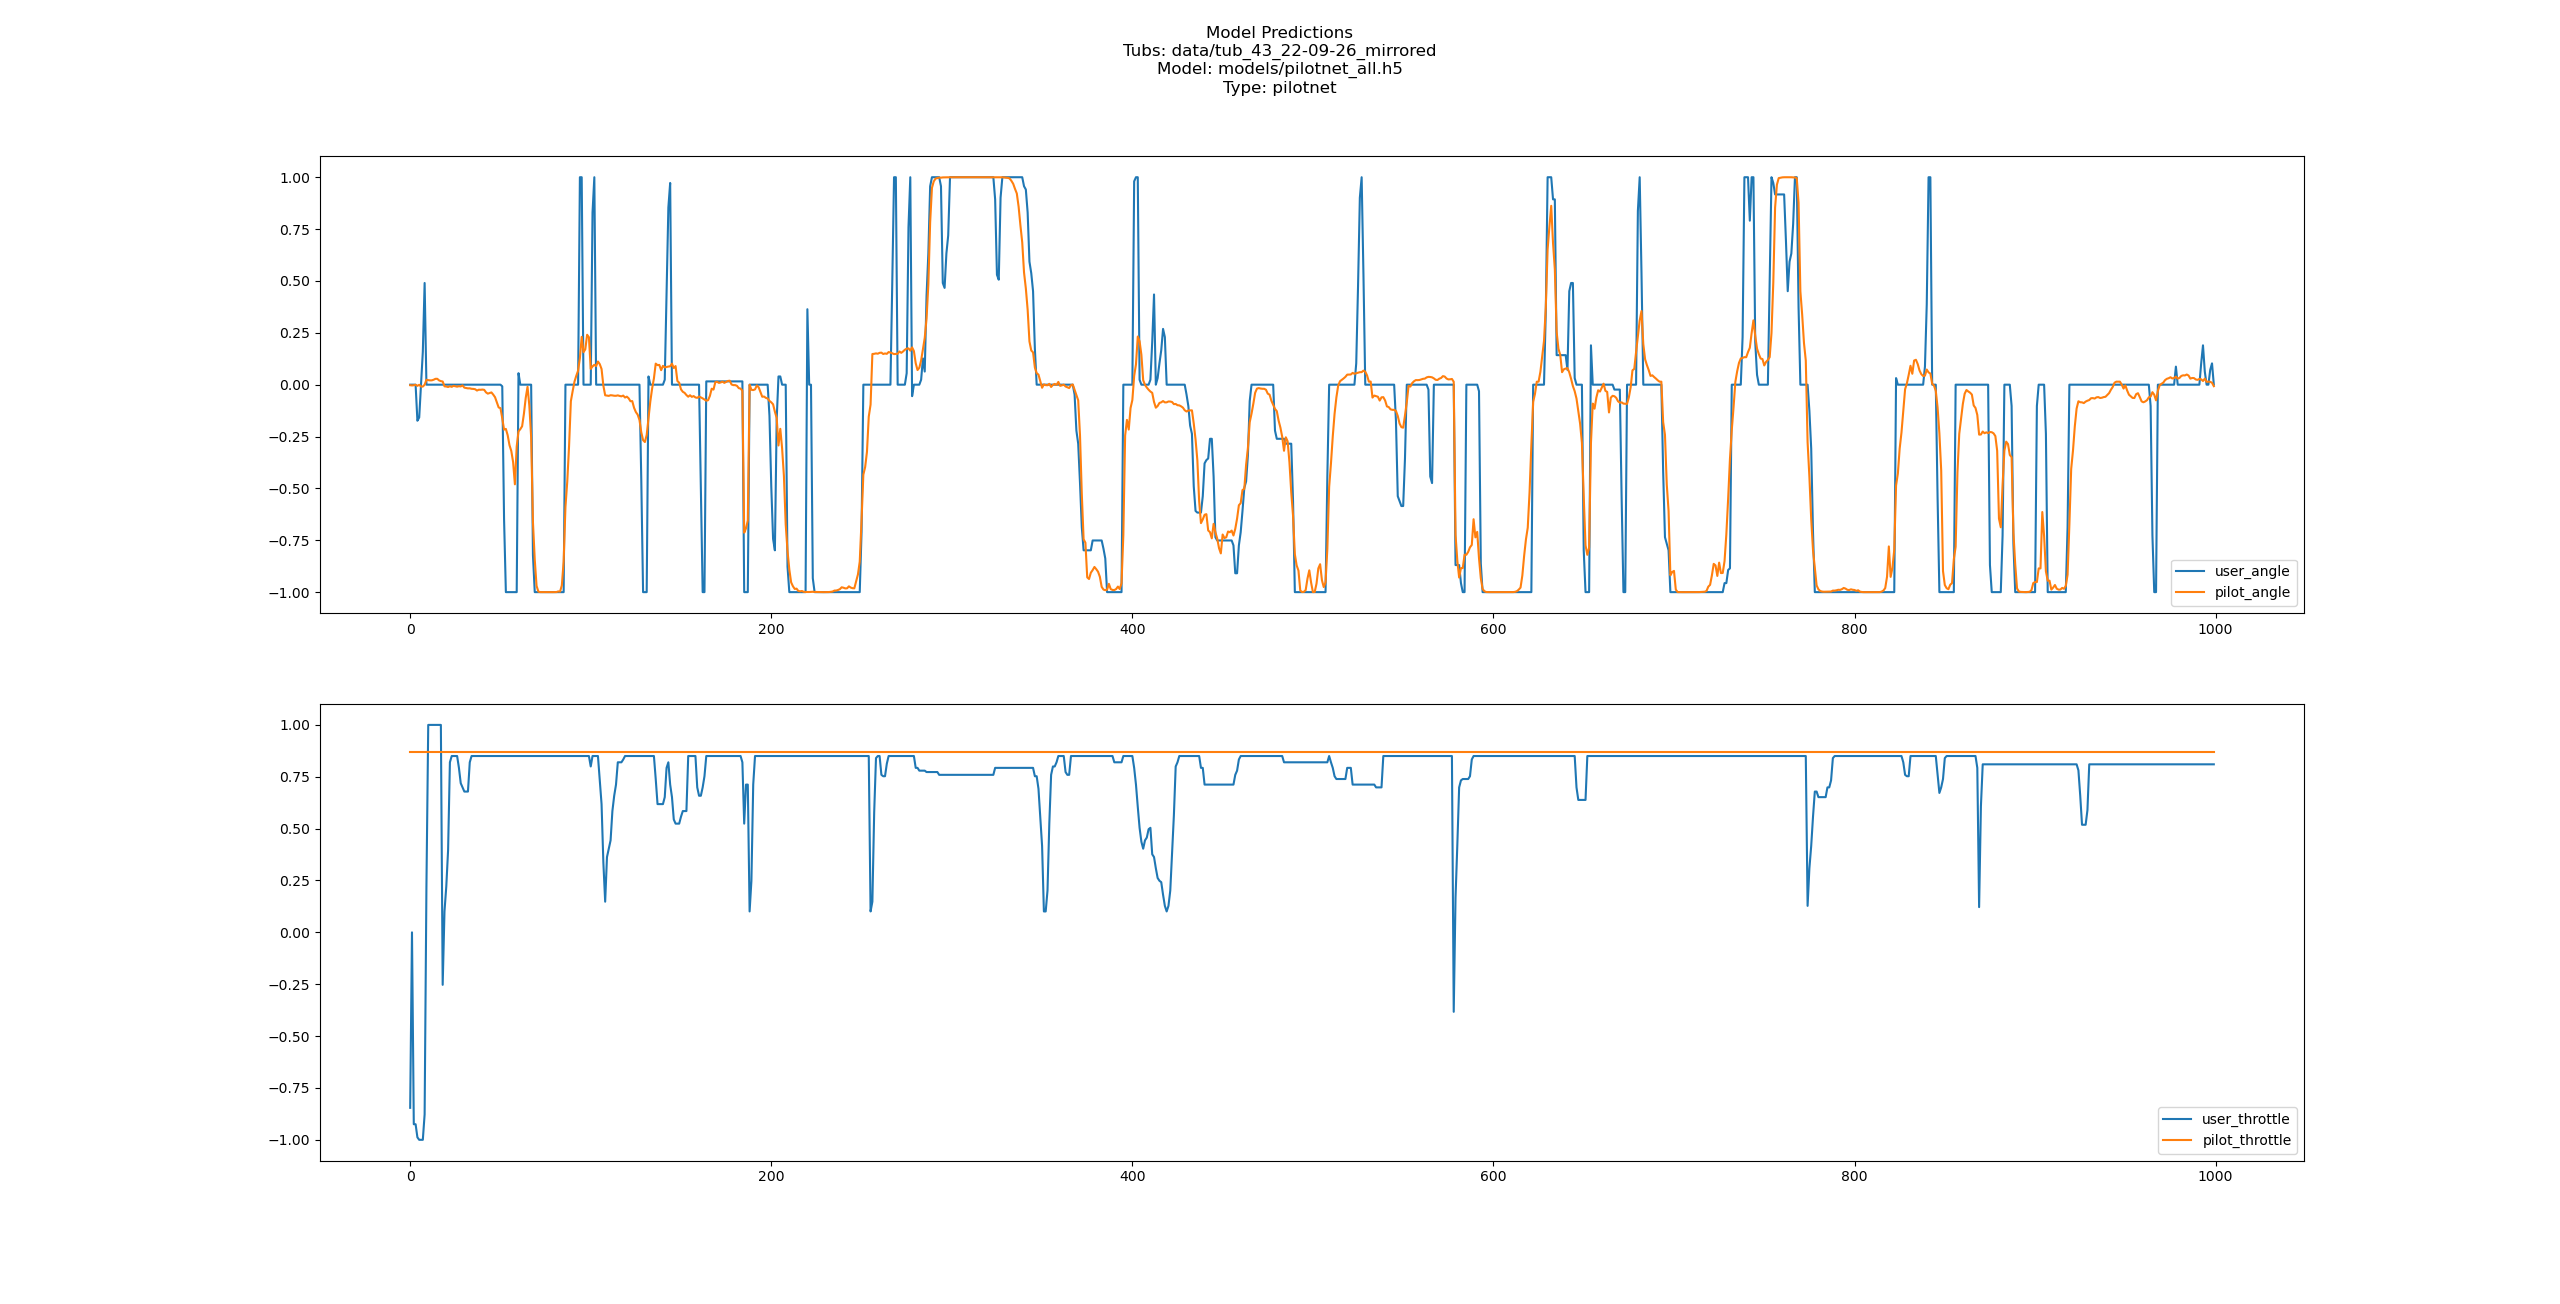 Model Predictions
Tubs: data/tub_43_22-09-26_mirrored
Model: models/pilotnet_all.h5
Type: pilotnet
1.00
0.75
0.50
0.25
0.00
−0.25
−0.50
−0.75
−1.00
0 200 400 600 800 1000
user_angle
pilot_angle
1.00
0.75
0.50
0.25
0.00
−0.25
−0.50
−0.75
−1.00
0 200 400 600 800 1000
user_throttle
pilot_throttle